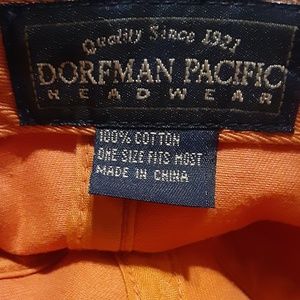 Quality Since 1921
DORFMAN PACIFIC
HEADWEAR
100% COTTON
ONE SIZE FITS MOST
MADE IN CHINA